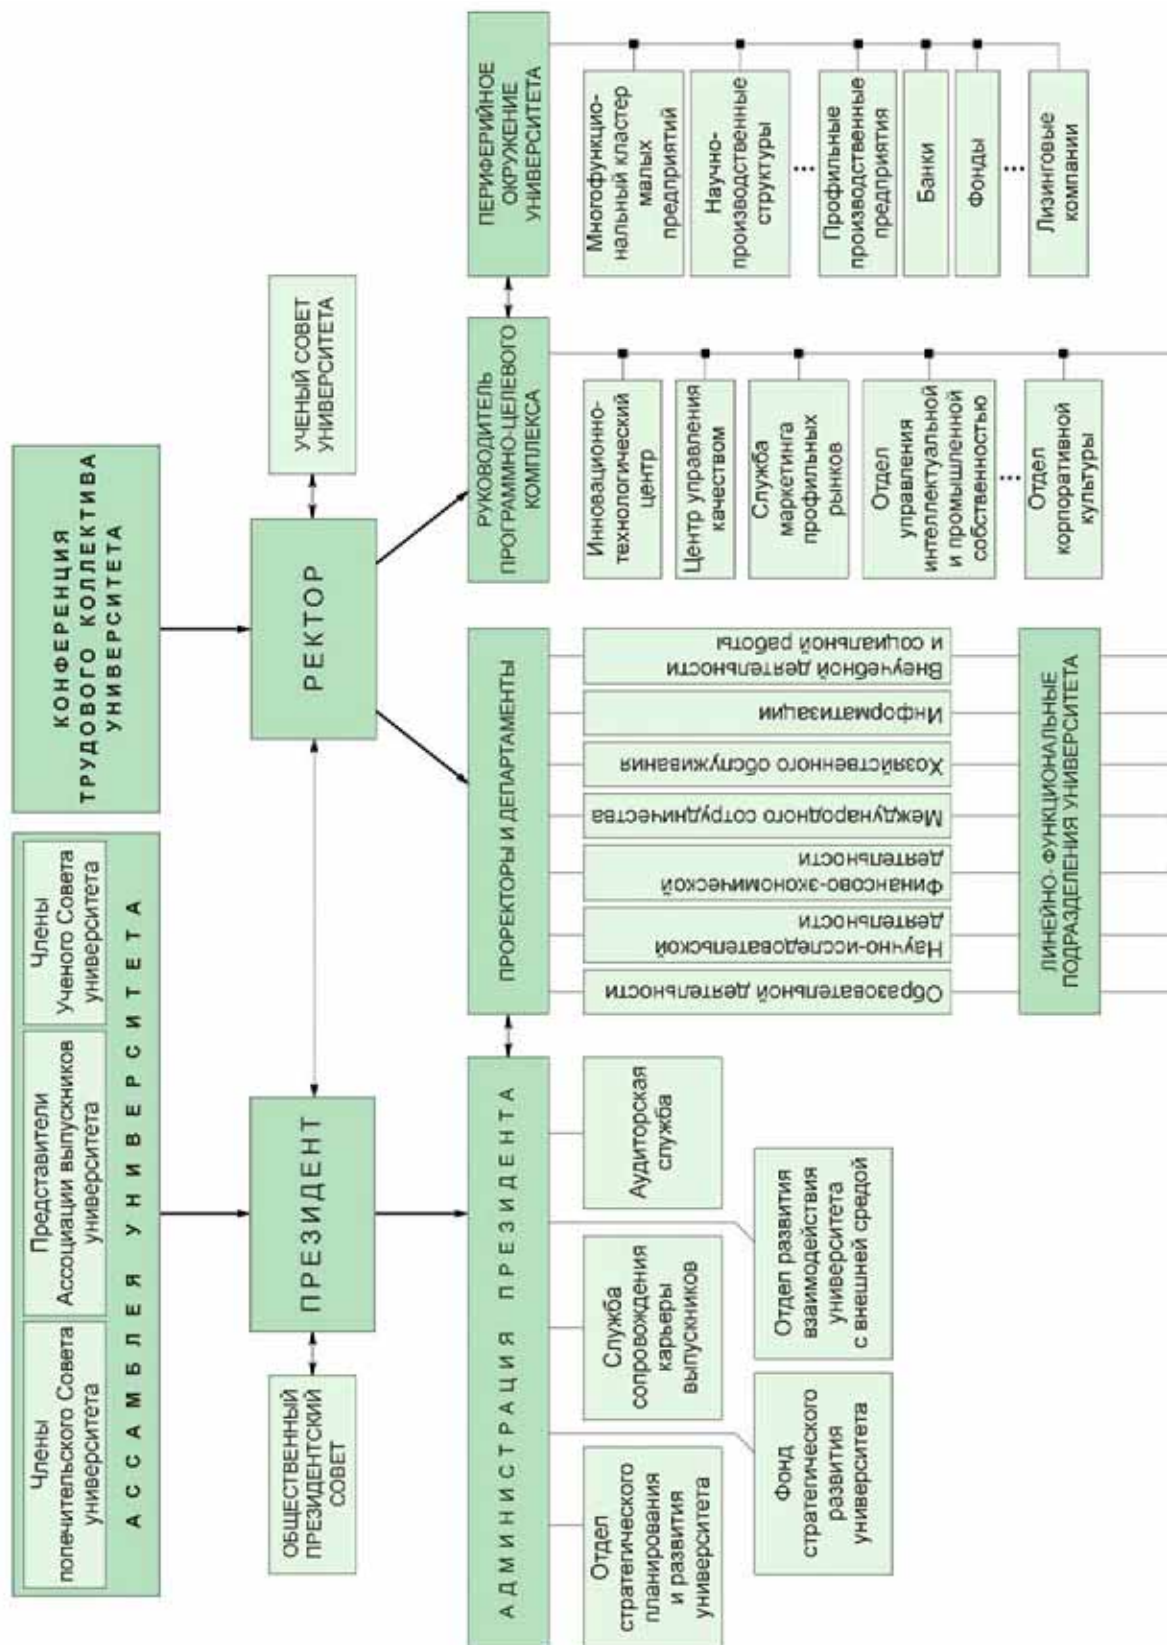 Члены
попечительского Совета
университета
Представители
Ассоциации выпускников
университета
Члены
Ученого Совета
университета
АССАМБЛЕЯ УНИВЕРСИТЕТА
КОНФЕРЕНЦИЯ
ТРУДОВОГО КОЛЛЕКТИВА
УНИВЕРСИТЕТА
ОБЩЕСТВЕННЫЙ
ПРЕЗИДЕНТСКИЙ
СОВЕТ
ПРЕЗИДЕНТ
РЕКТОР
УЧЕНЫЙ СОВЕТ
УНИВЕРСИТЕТА
АДМИНИСТРАЦИЯ ПРЕЗИДЕНТА
ПРОРЕКТОРЫ И ДЕПАРТАМЕНТЫ
РУКОВОДИТЕЛЬ
ПРОГРАММНО-ЦЕЛЕВОГО
КОМПЛЕКСА
ПЕРИФЕРИЙНОЕ
ОКРУЖЕНИЕ
УНИВЕРСИТЕТА
Отдел
стратегического
планирования
и развития
университета
Служба
сопровождения
карьеры
выпускников
Аудиторская
служба
Фонд
стратегического
развития
университета
Отдел развития
взаимодействия
университета
с внешней средой
Образовательной деятельности
Научно-исследовательской
деятельности
Финансово-экономической
деятельности
Международного сотрудничества
Хозяйственного обслуживания
Информатизации
Внеучебной деятельности
и социальной работы
ЛИНЕЙНО- ФУНКЦИОНАЛЬНЫЕ
ПОДРАЗДЕЛЕНИЯ УНИВЕРСИТЕТА
Инновационно-
технологический
центр
Центр управления
качеством
Служба
маркетинга
профильных
рынков
Отдел
управления
интеллектуальной
и промышленной
собственностью
...
Отдел
корпоративной
культуры
Многофункцио-
нальный кластер
малых
предприятий
Научно-
производственные
структуры
...
Профильные
производственные
предприятия
Банки
Фонды
...
Лизинговые
компании